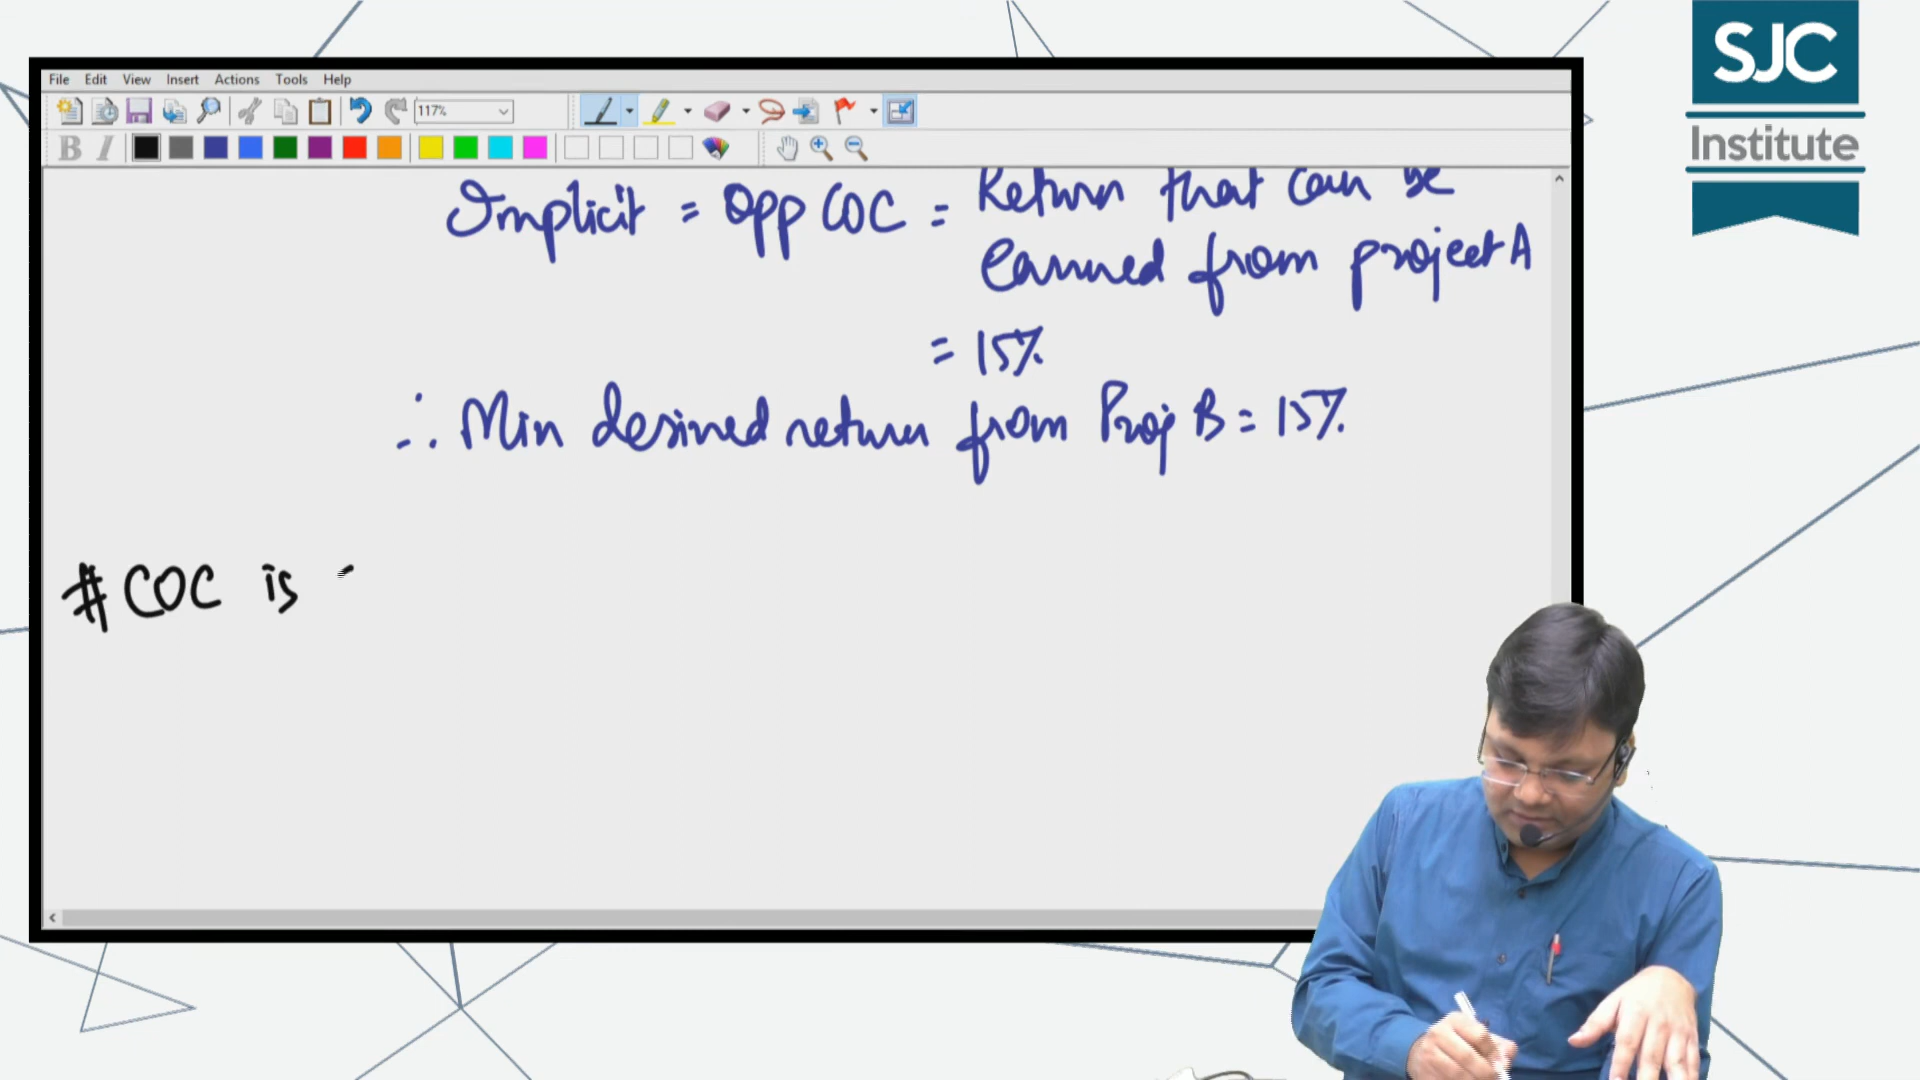 SJC
Institute
File Edit View Insert Actions Tools Help
117%
B I
Implicit = Opp COC = Return that can be
earned from project A
= 15%
∴ Min desired return from Proj B = 15%
# COC is